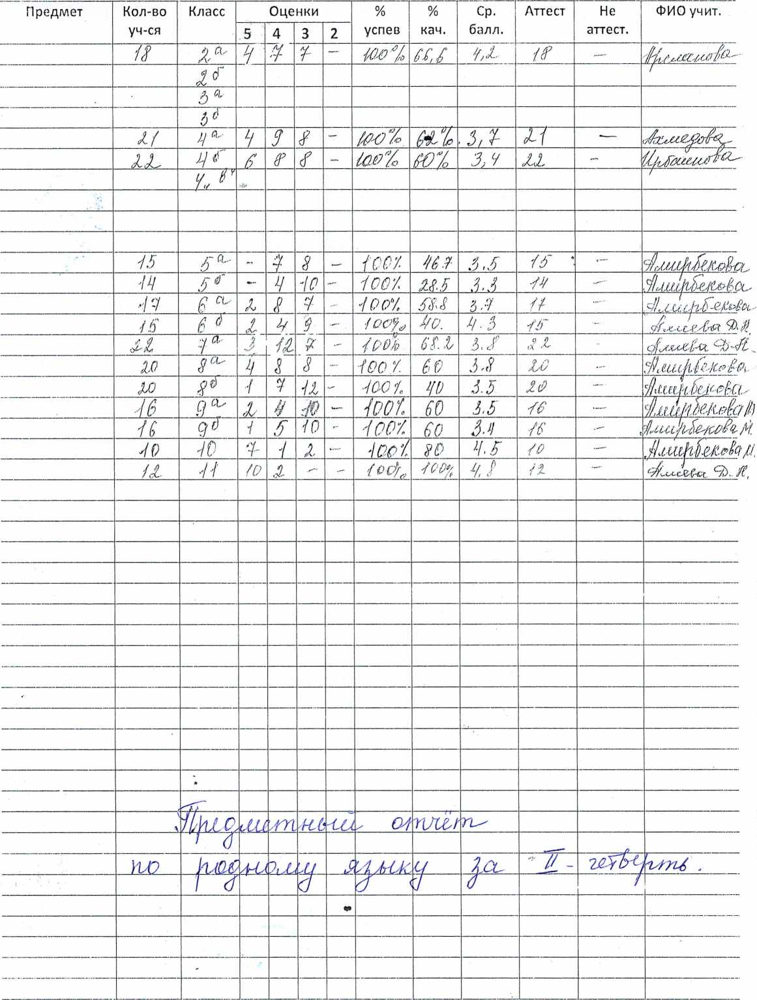 Предмет Кол-во уч-ся Класс Оценки % успев % кач. Ср. балл. Аттест Не аттест. ФИО учит.
5 4 3 2
18 2а 4 7 7 - 100% 66,6 4,2 18 - Арсланова
2б
3а
3б
21 4а 4 9 8 - 100% 62% 3,7 21 - Ахмедова
22 4б 6 8 8 - 100% 60% 3,4 22 -
4„в"
15 5а - 7 8 - 100% 46.7 3.5 15 - Амирбекова
14 5б - 4 10 - 100% 28.5 3.3 14 - Амирбекова
17 6а 2 8 7 - 100% 58.8 3.7 17 - Амирбекова
15 6б 2 4 9 - 100% 40. 4.3 15 - Алиева Д.Н.
22 7а 3 12 7 - 100% 68.2 3.8 22 - Алиева Д.Н.
20 8а 4 8 8 - 100% 60 3.8 20 - Амирбекова
20 8б 1 7 12 - 100% 40 3.5 20 - Амирбекова
16 9а 2 4 10 - 100% 60 3.5 16 - Амирбекова М
16 9б 1 5 10 - 100% 60 3.4 16 - Амирбекова М.
10 10 7 1 2 - 100% 80 4.5 10 - Амирбекова М.
12 11 10 2 - - 100% 100% 4,8 12 - Алиева Д.Н.
Предметный отчёт
по родному языку за II - четверть.